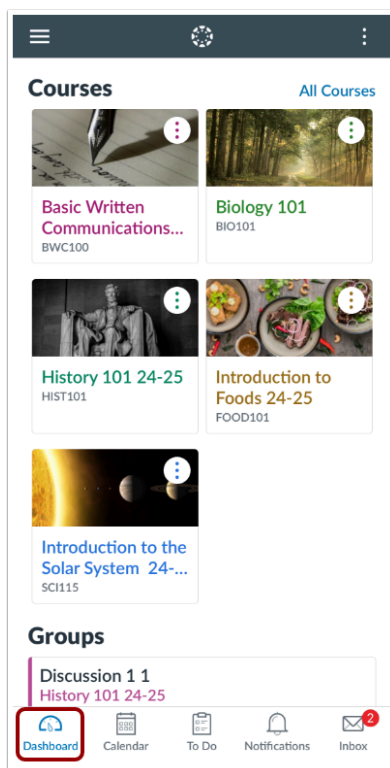 Courses
All Courses
Basic Written
Communications...
BWC100
Biology 101
BIO101
History 101 24-25
HIST101
Introduction to
Foods 24-25
FOOD101
Introduction to the
Solar System 24-...
SCI115
Groups
Discussion 1 1
History 101 24-25
2
Dashboard
Calendar
To Do
Notifications
Inbox